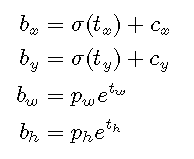 b_x = σ(t_x) + c_x
b_y = σ(t_y) + c_y
b_w = p_w e^{t_w}
b_h = p_h e^{t_h}